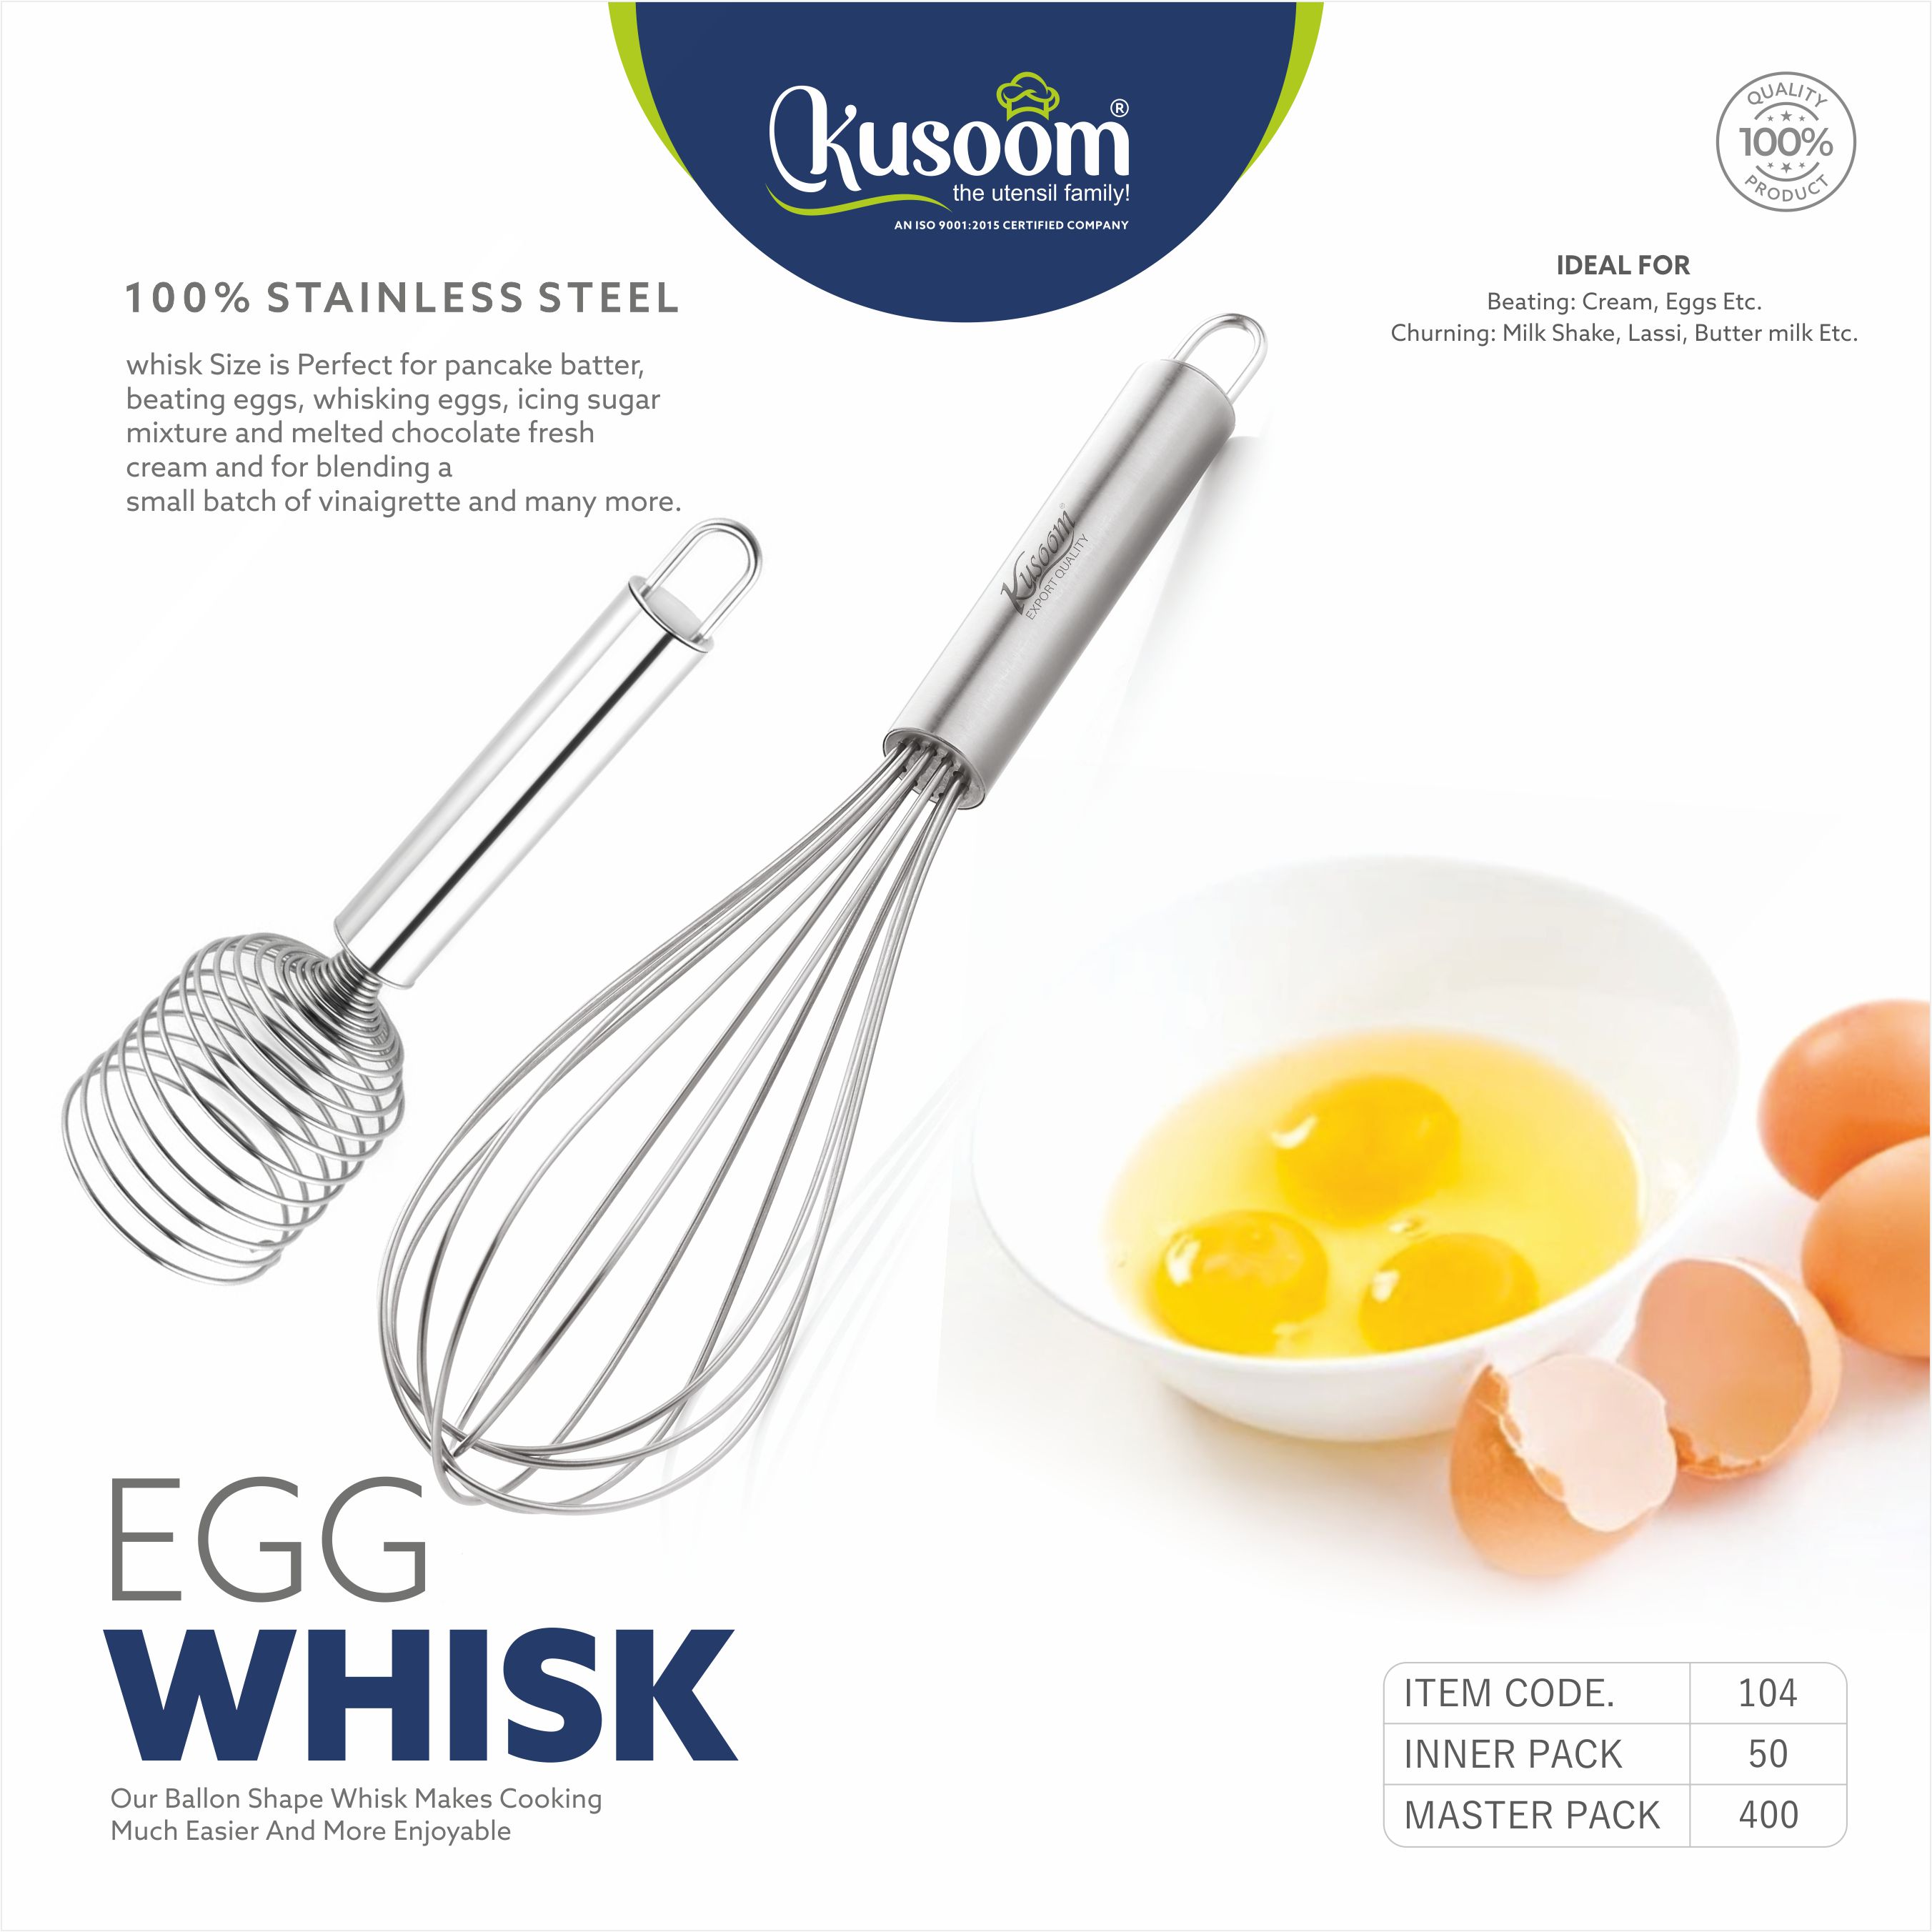 Kusoom®
the utensil family!
AN ISO 9001:2015 CERTIFIED COMPANY
QUALITY
100%
PRODUCT
IDEAL FOR
Beating: Cream, Eggs Etc.
Churning: Milk Shake, Lassi, Butter milk Etc.
100% STAINLESS STEEL
whisk Size is Perfect for pancake batter,
beating eggs, whisking eggs, icing sugar
mixture and melted chocolate fresh
cream and for blending a
small batch of vinaigrette and many more.
Kusoom®
EXPORT QUALITY
EGG
WHISK
Our Ballon Shape Whisk Makes Cooking
Much Easier And More Enjoyable
ITEM CODE. 104
INNER PACK 50
MASTER PACK 400